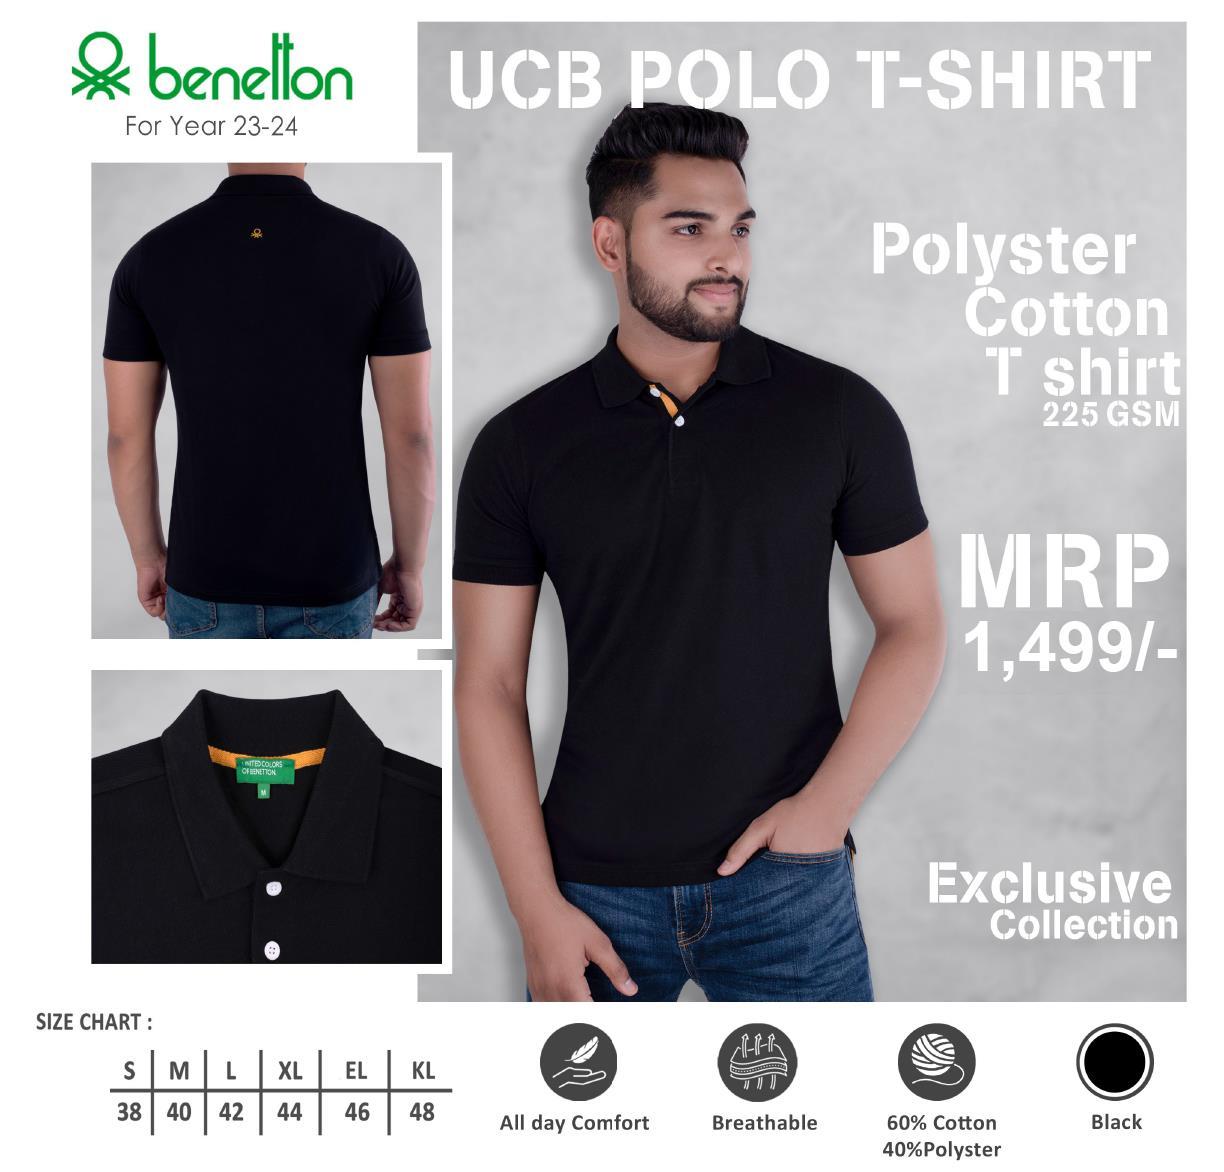 benetton
For Year 23-24
UCB POLO T-SHIRT
Polyster
Cotton
T shirt
225 GSM
MRP
1,499/-
UNITED COLORS
OF BENETTON.
M
Exclusive
Collection
SIZE CHART :
S M L XL EL KL
38 40 42 44 46 48
All day Comfort
Breathable
60% Cotton
40%Polyster
Black